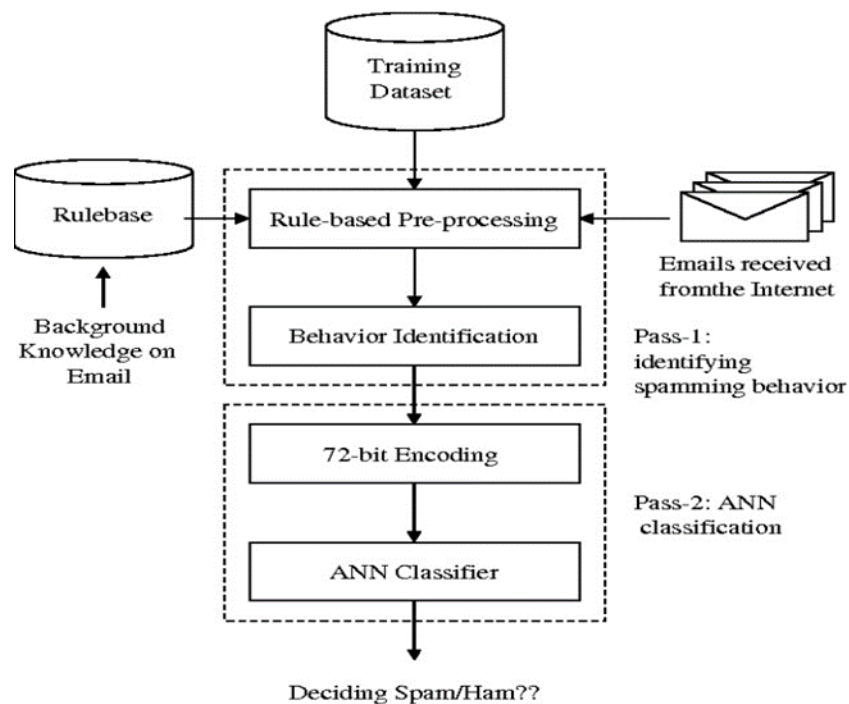 Training
Dataset
Rulebase
Rule-based Pre-processing
Emails received
fromthe Internet
Background
Knowledge on
Email
Behavior Identification
Pass-1:
identifying
spamming behavior
72-bit Encoding
Pass-2: ANN
classification
ANN Classifier
Deciding Spam/Ham??